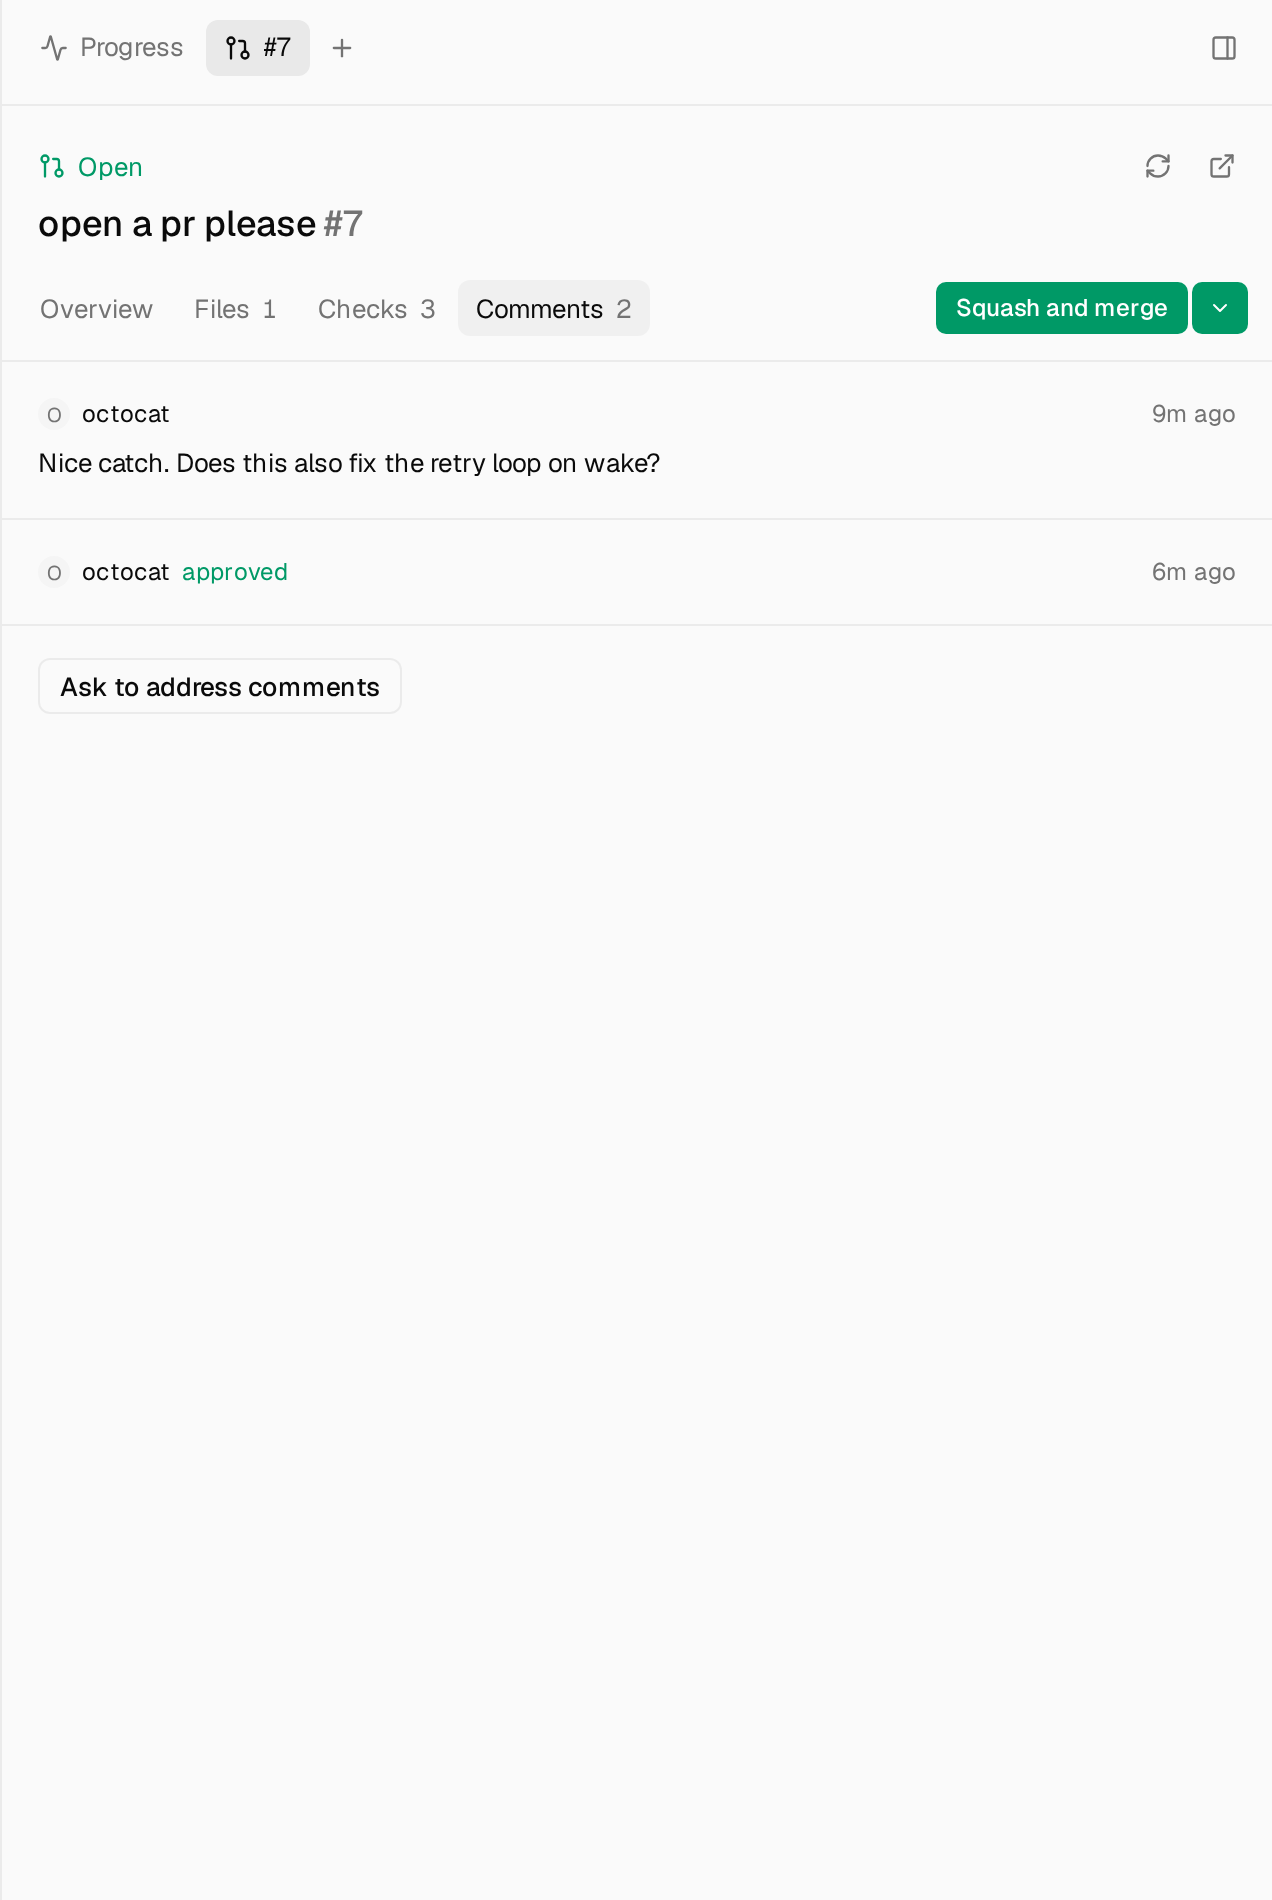 Progress #7
Open
open a pr please #7
Overview Files 1 Checks 3 Comments 2 Squash and merge
O octocat 9m ago
Nice catch. Does this also fix the retry loop on wake?
O octocat approved 6m ago
Ask to address comments